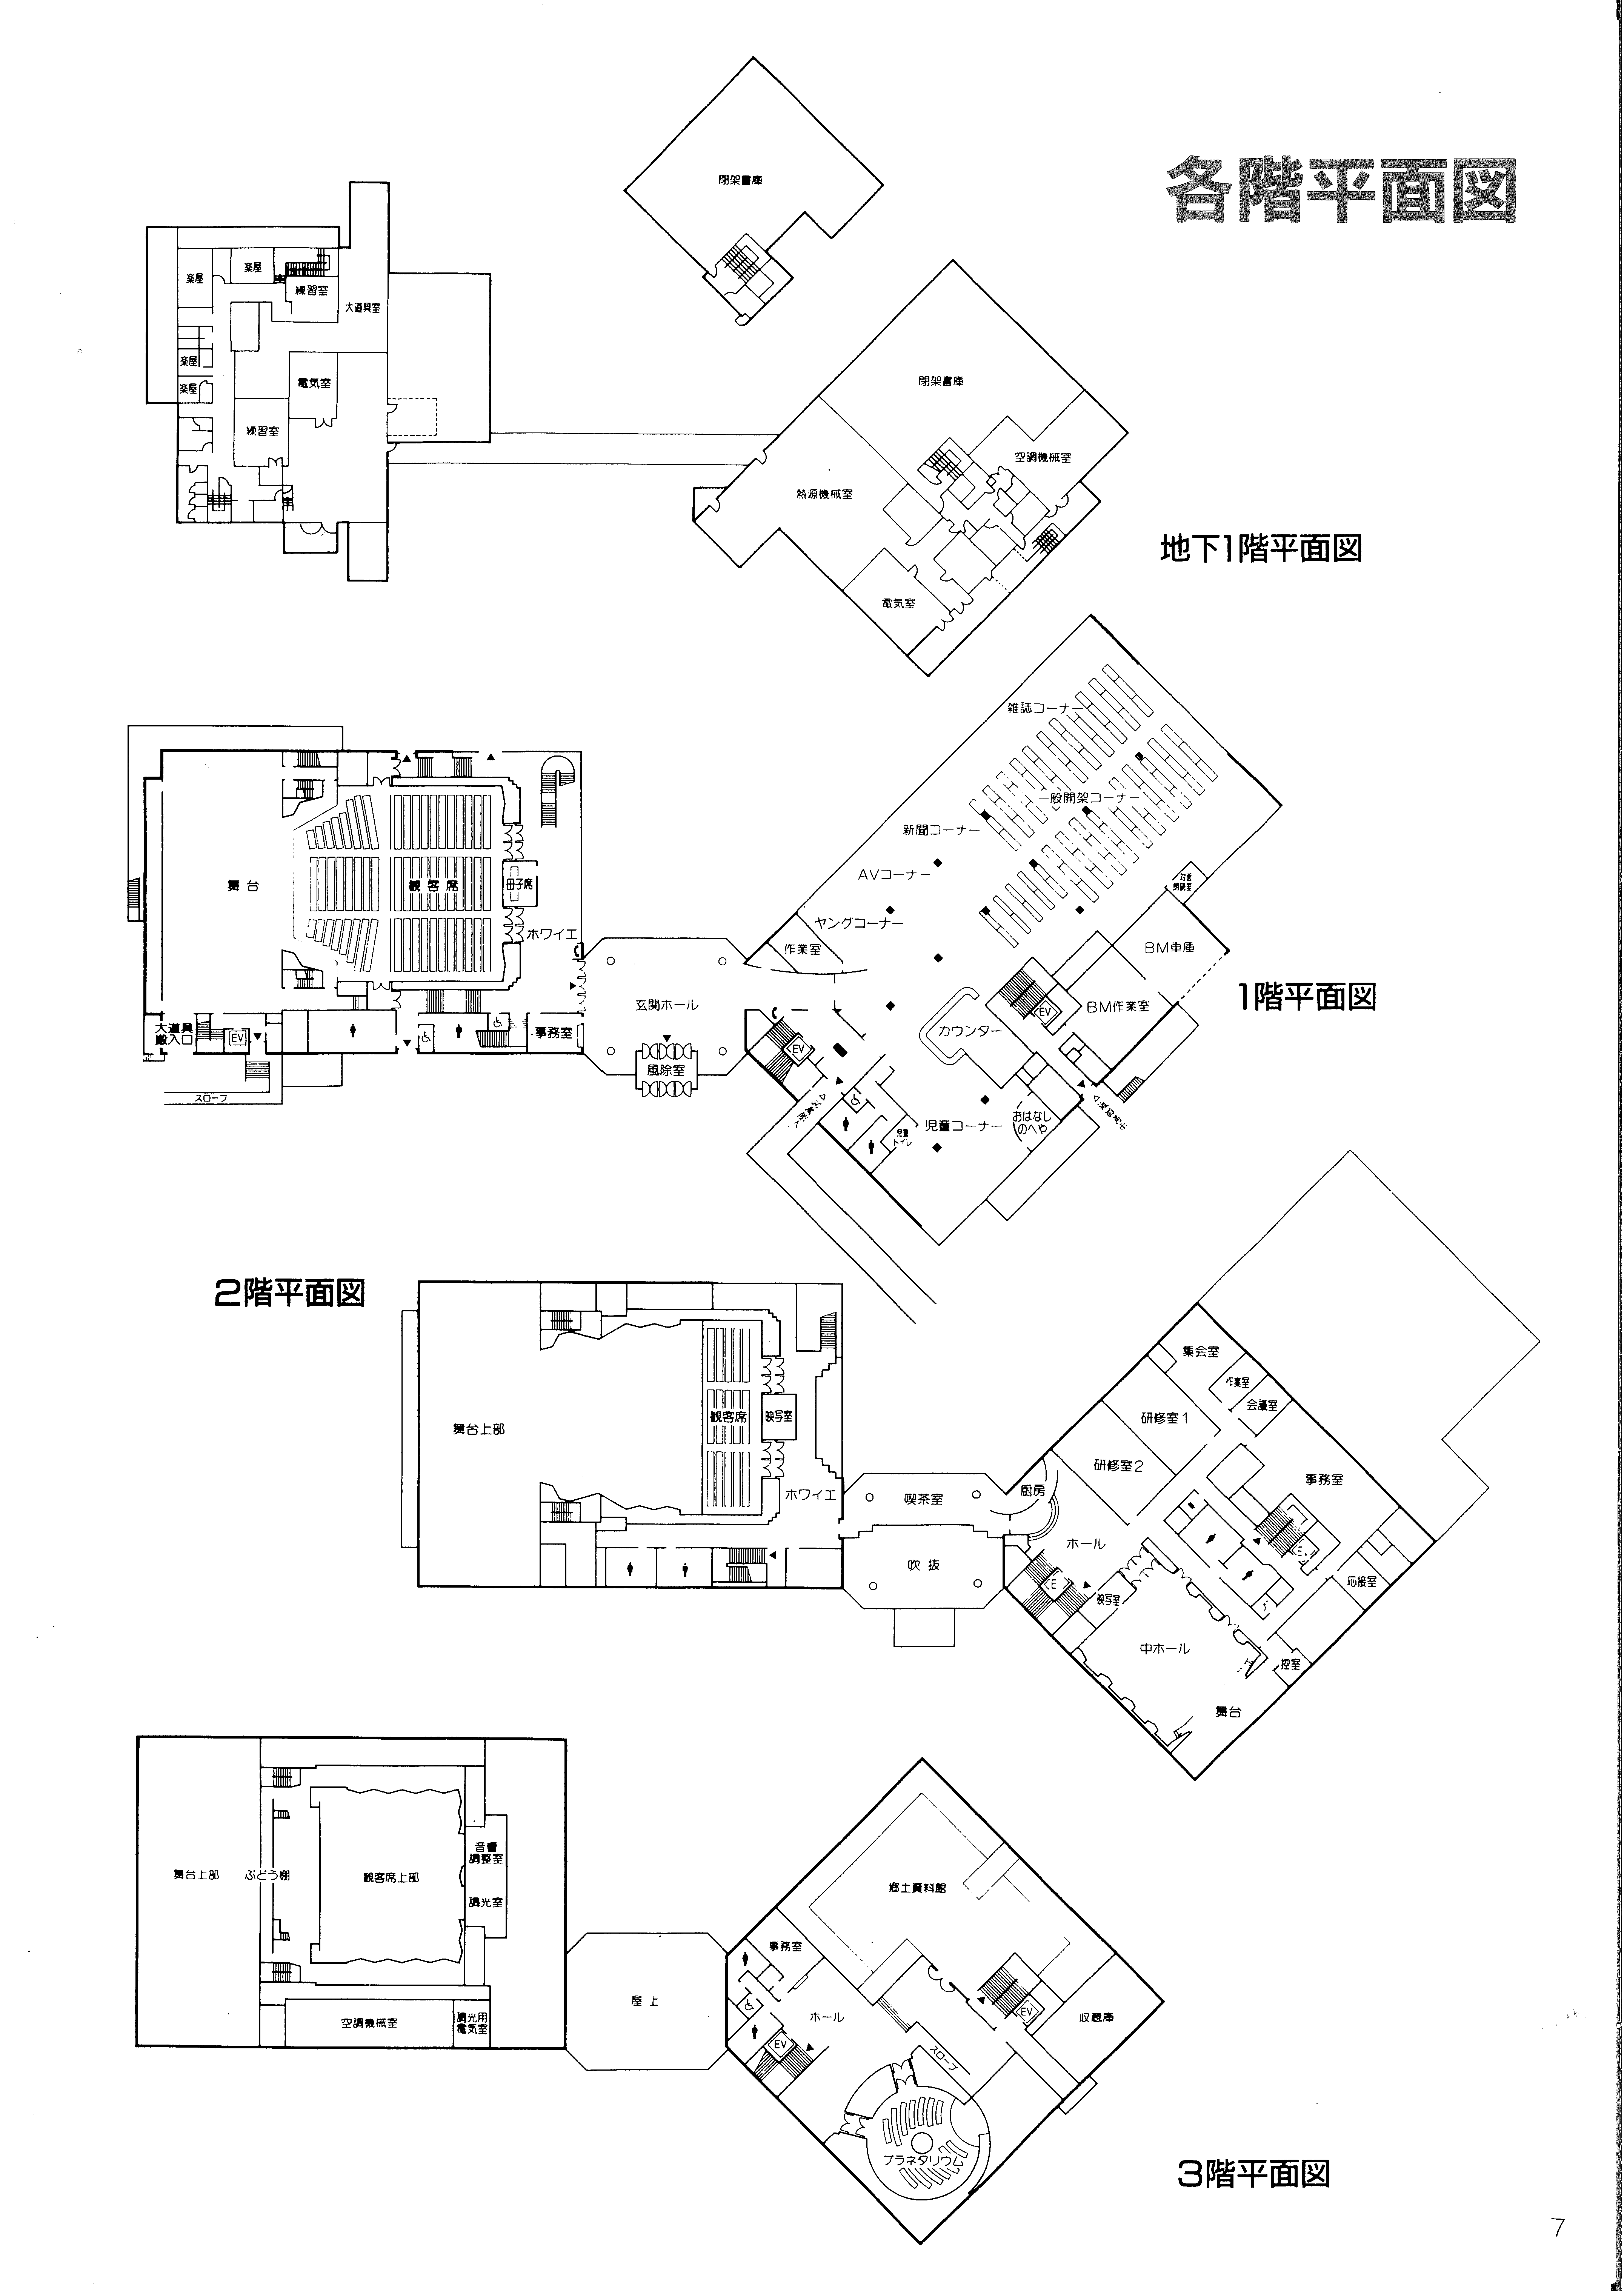 各階平面図
閉架書庫
楽屋
楽屋
練習室
大道具室
楽屋
楽屋
電気室
練習室
閉架書庫
空調機械室
熱源機械室
電気室
地下1階平面図
雑誌コーナー
一般開架コーナー
新聞コーナー
AVコーナー
ヤングコーナー
作業室
対面
朗読室
BM車庫
BM作業室
EV
カウンター
舞台
観客席
母子席
ホワイエ
玄関ホール
風除室
事務室
大道具
搬入口
EV
スロープ
EV
児童
トイレ
児童コーナー
おはなし
のへや
1階平面図
2階平面図
舞台上部
観客席
映写室
ホワイエ
喫茶室
吹抜
厨房
集会室
作業室
会議室
研修室1
研修室2
事務室
ホール
E
E
映写室
応接室
中ホール
控室
舞台
舞台上部
ぶどう棚
観客席上部
音響
調整室
調光室
空調機械室
調光用
電気室
屋上
郷土資料館
事務室
ホール
EV
EV
収蔵庫
スロープ
プラネタリウム
3階平面図
7